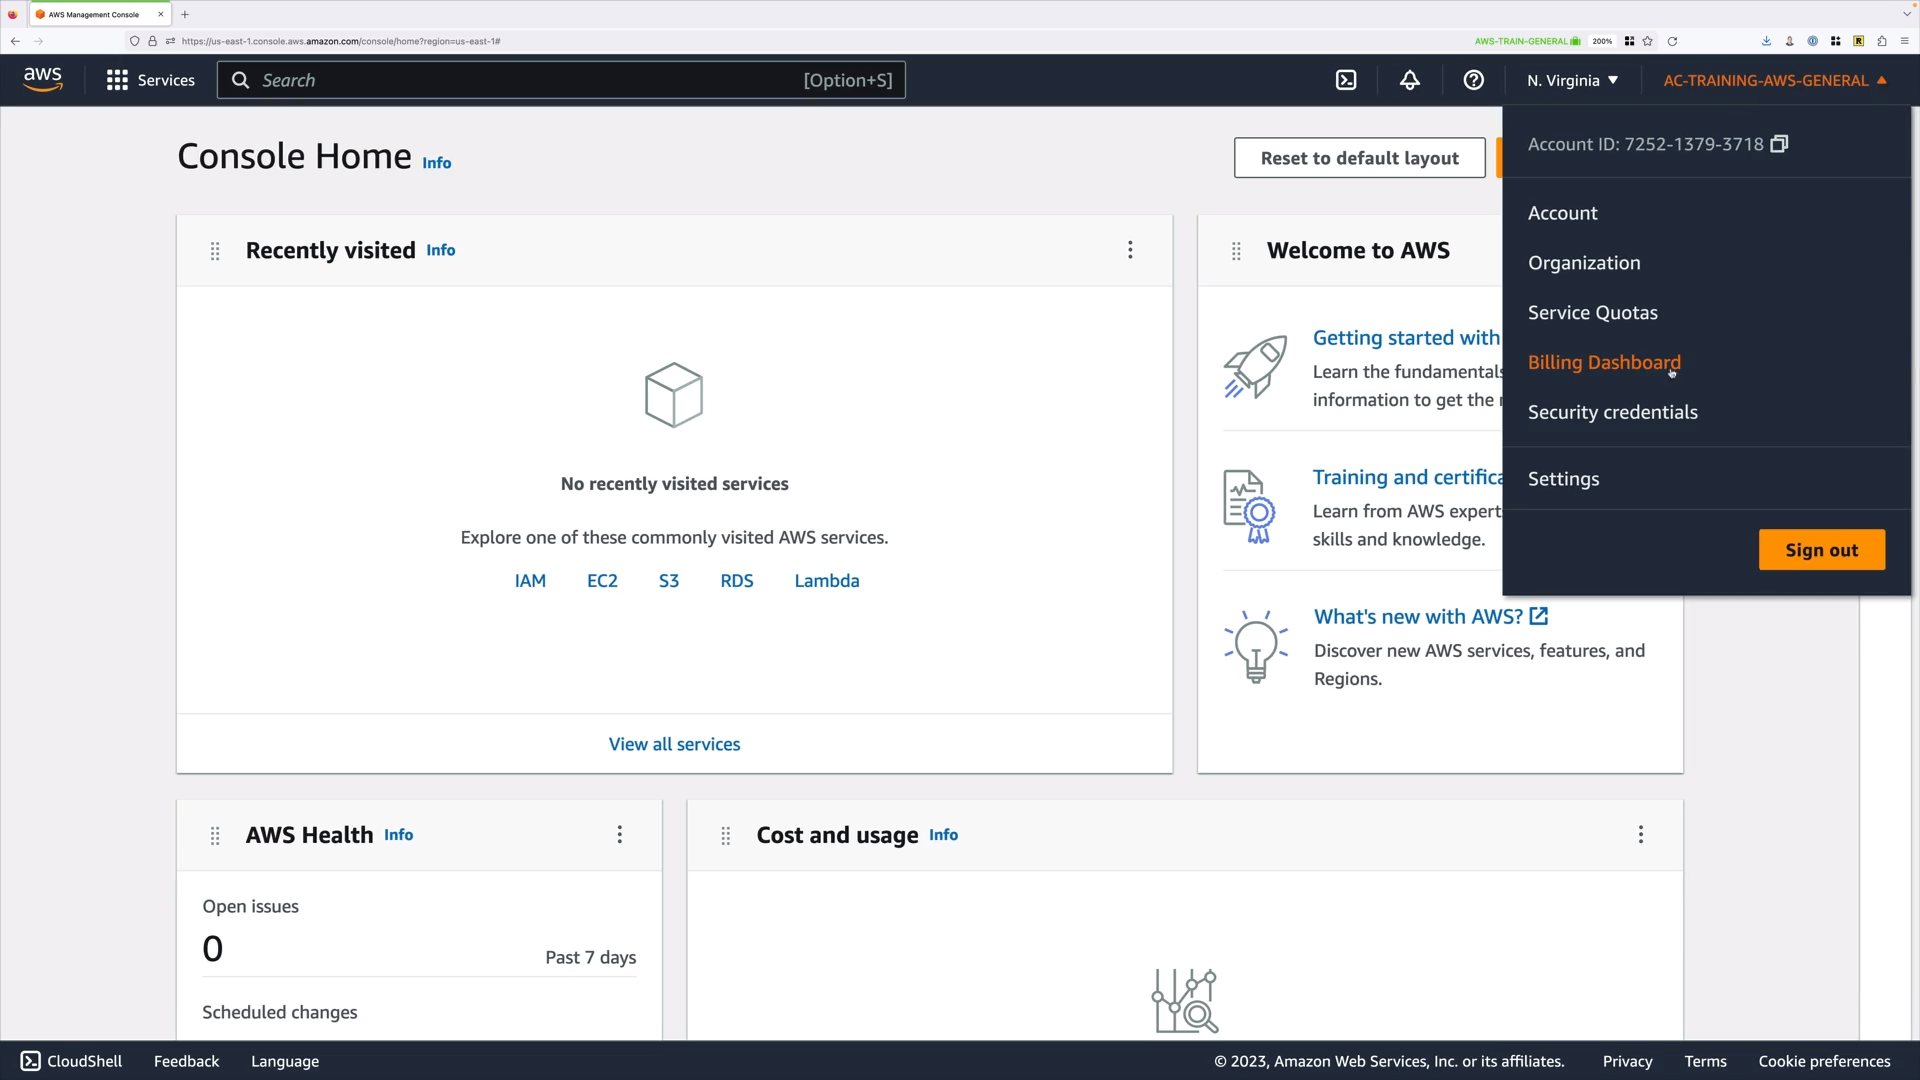 AWS Management Console
https://us-east-1.console.aws.amazon.com/console/home?region=us-east-1#
AWS-TRAIN-GENERAL
200%
aws
Services
Search
[Option+S]
N. Virginia
AC-TRAINING-AWS-GENERAL
Account ID: 7252-1379-3718
Account
Organization
Service Quotas
Billing Dashboard
Security credentials
Settings
Sign out
Console Home Info
Reset to default layout
Recently visited Info
No recently visited services
Explore one of these commonly visited AWS services.
IAM EC2 S3 RDS Lambda
View all services
Welcome to AWS
Getting started with
Learn the fundamentals
information to get the
Training and certifica
Learn from AWS expert
skills and knowledge.
What's new with AWS?
Discover new AWS services, features, and
Regions.
AWS Health Info
Open issues
0
Past 7 days
Scheduled changes
Cost and usage Info
CloudShell
Feedback
Language
© 2023, Amazon Web Services, Inc. or its affiliates.
Privacy
Terms
Cookie preferences